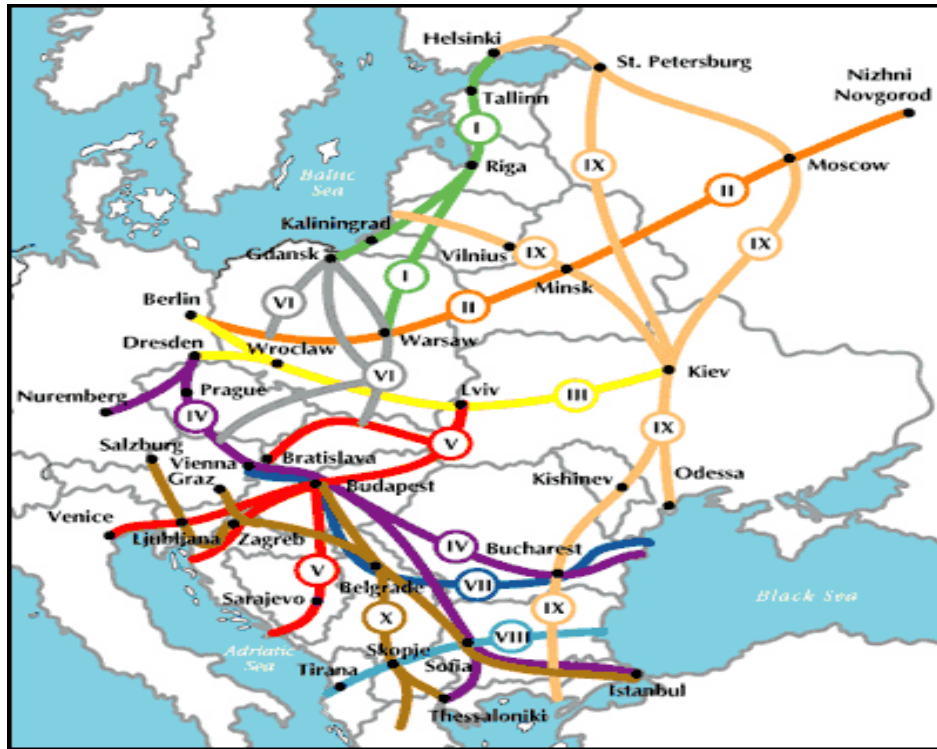 Helsinki
St. Petersburg
Nizhni
Novgorod
Tallinn
I
Riga
IX
Moscow
II
Baltic
Sea
Kaliningrad
Gdansk
Vilnius
IX
IX
I
Minsk
VI
II
Berlin
Warsaw
Dresden
Wroclaw
VI
Kiev
Nuremberg
Prague
Lviv
III
IV
V
IX
Salzburg
Vienna
Bratislava
Graz
Budapest
Kishinev
Odessa
Venice
Ljubljana
Zagreb
IV
Bucharest
V
Belgrade
VII
Sarajevo
X
IX
Black Sea
VIII
Adriatic
Sea
Skopje
Tirana
Sofia
Istanbul
Thessaloniki